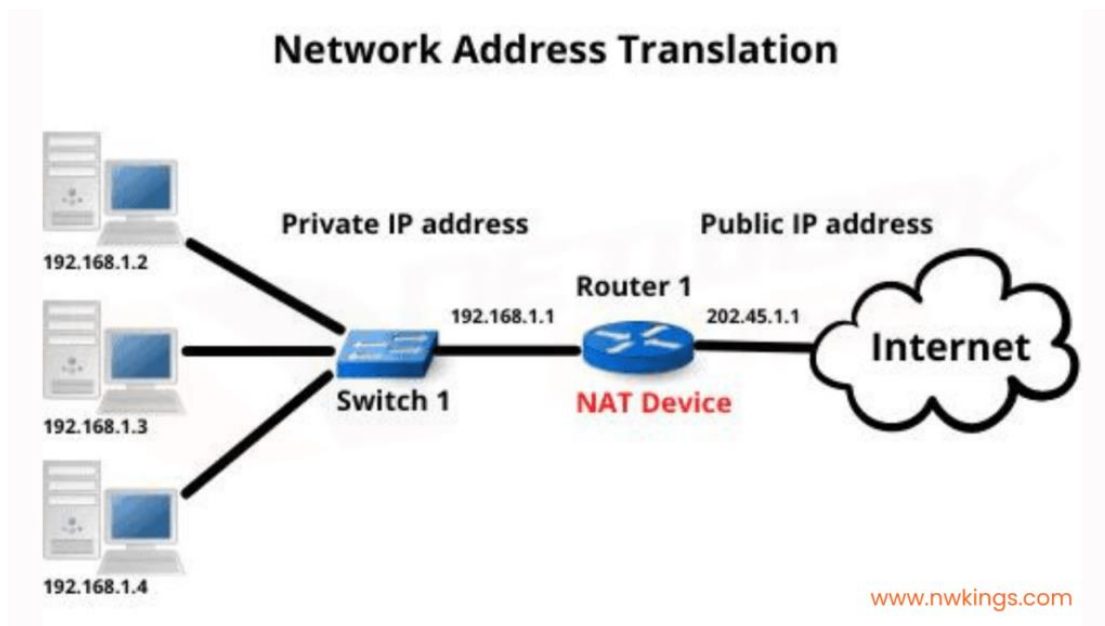 Network Address Translation
Private IP address
Public IP address
192.168.1.2
Router 1
192.168.1.1
202.45.1.1
Internet
Switch 1
NAT Device
192.168.1.3
192.168.1.4
www.nwkings.com